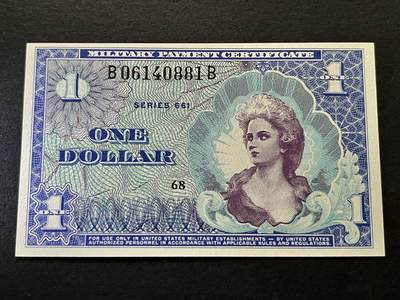 MILITARY PAYMENT CERTIFICATE
B06140881B
1
ONE
1
ONE
SERIES 661
ONE
DOLLAR
68
1
ONE
1
FOR USE ONLY IN UNITED STATES MILITARY ESTABLISHMENTS - BY UNITED STATES
AUTHORIZED PERSONNEL IN ACCORDANCE WITH APPLICABLE RULES AND REGULATIONS.